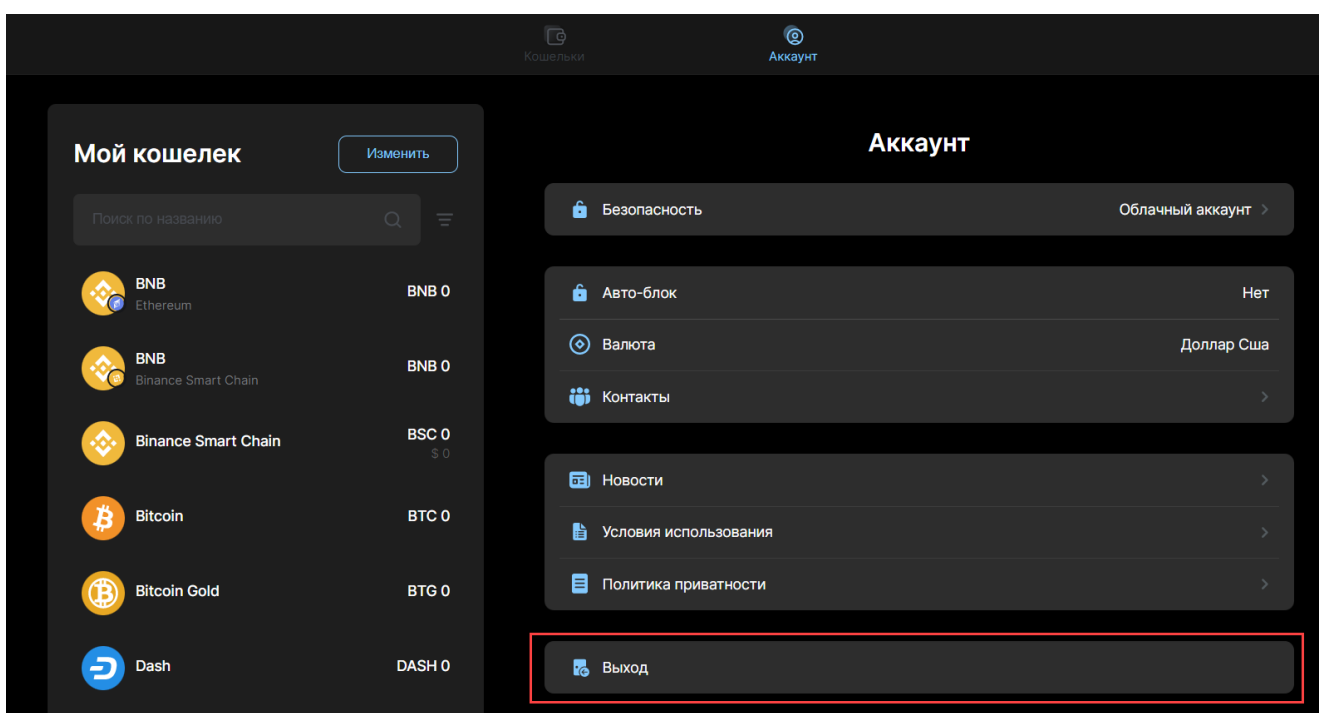 Кошельки
Аккаунт
Мой кошелек
Изменить
Поиск по названию
BNB
Ethereum
BNB 0
BNB
Binance Smart Chain
BNB 0
Binance Smart Chain
BSC 0
$ 0
Bitcoin
BTC 0
Bitcoin Gold
BTG 0
Dash
DASH 0
Аккаунт
Безопасность
Облачный аккаунт
Авто-блок
Нет
Валюта
Доллар Сша
Контакты
Новости
Условия использования
Политика приватности
Выход